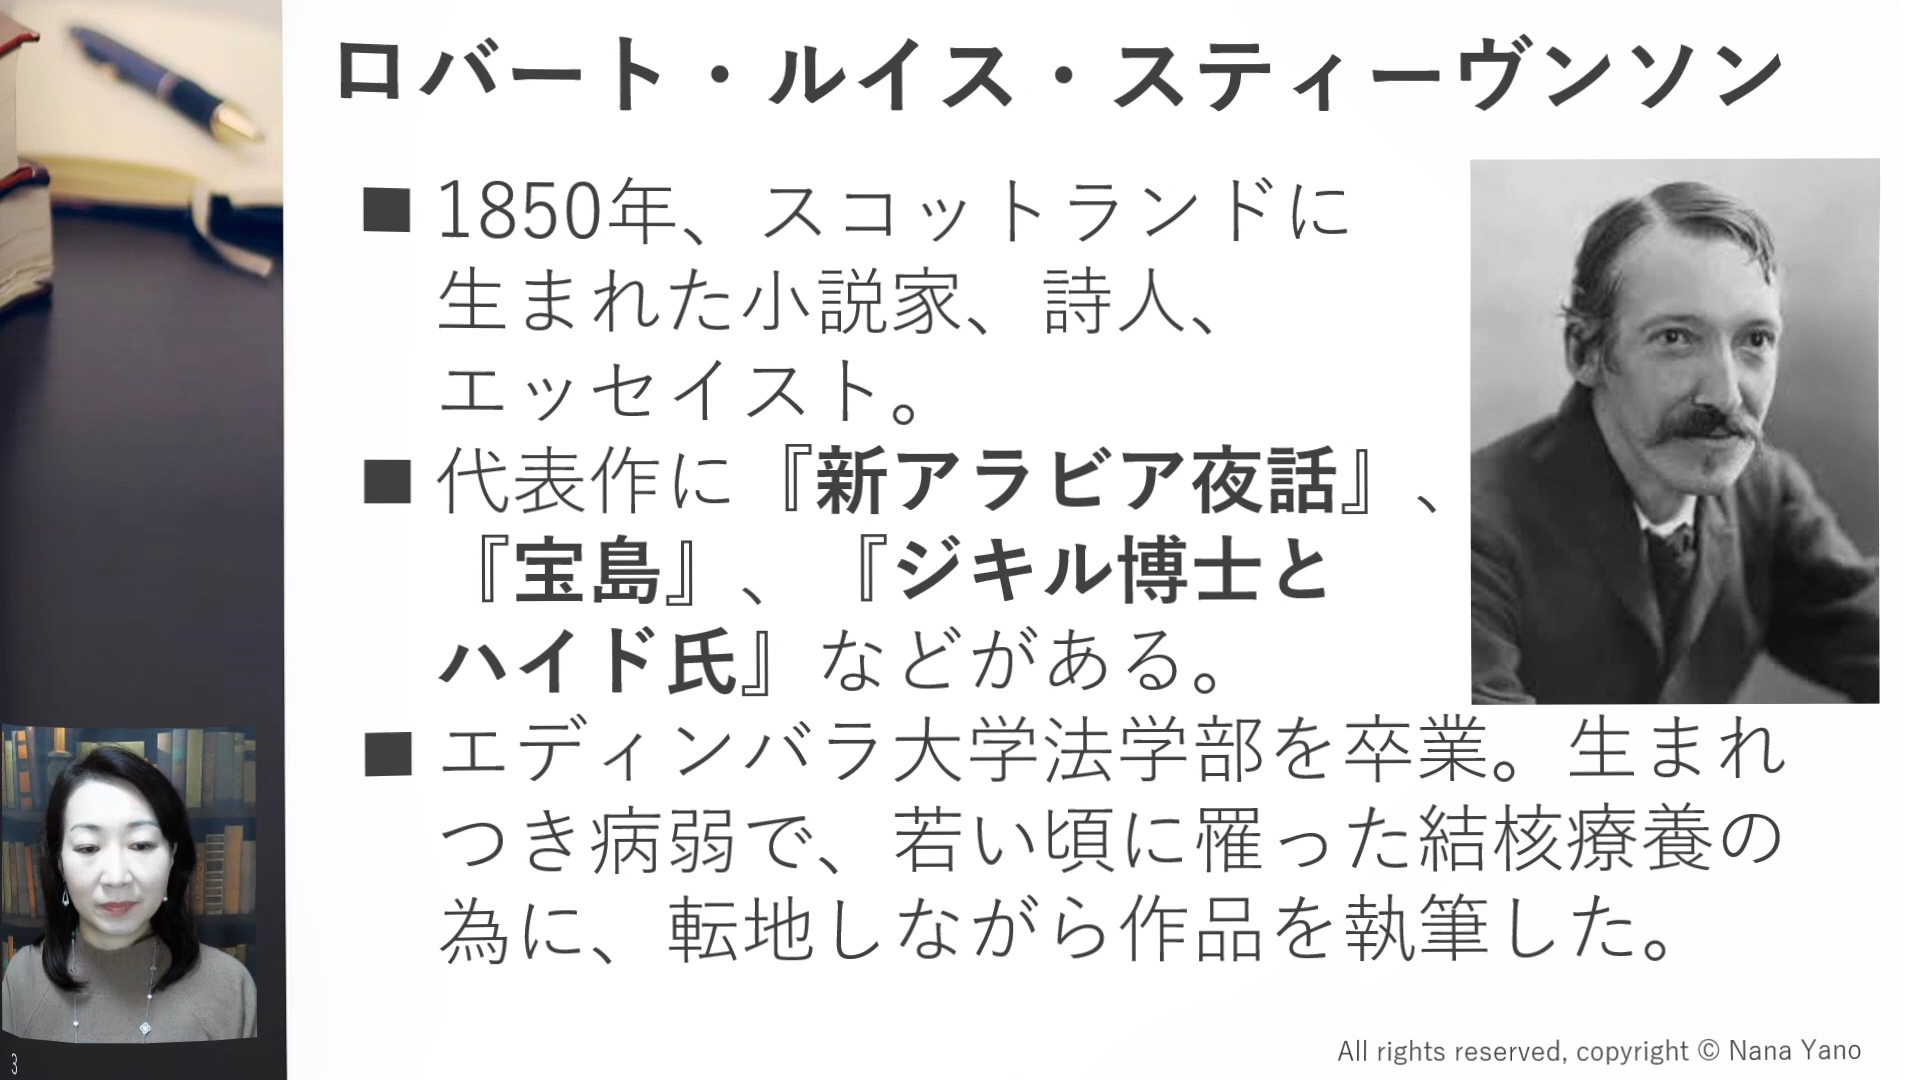 ロバート・ルイス・スティーヴンソン
■ 1850年、スコットランドに
生まれた小説家、詩人、
エッセイスト。
■ 代表作に『新アラビア夜話』、
『宝島』、『ジキル博士と
ハイド氏』などがある。
■ エディンバラ大学法学部を卒業。生まれ
つき病弱で、若い頃に罹った結核療養の
為に、転地しながら作品を執筆した。
3
All rights reserved, copyright © Nana Yano